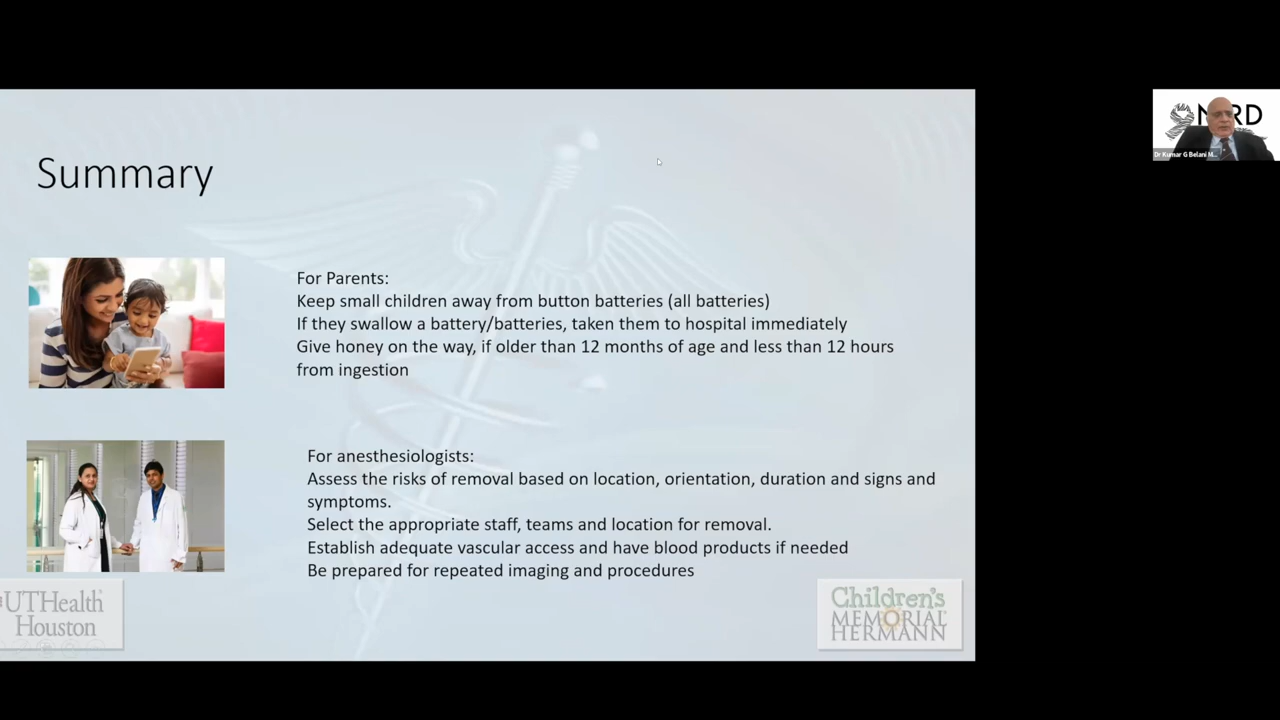 Summary
For Parents:
Keep small children away from button batteries (all batteries)
If they swallow a battery/batteries, taken them to hospital immediately
Give honey on the way, if older than 12 months of age and less than 12 hours
from ingestion
For anesthesiologists:
Assess the risks of removal based on location, orientation, duration and signs and
symptoms.
Select the appropriate staff, teams and location for removal.
Establish adequate vascular access and have blood products if needed
Be prepared for repeated imaging and procedures
UTHealth
Houston
Children's
MEMORIAL
HERMANN
Dr Kumar G Belani M...